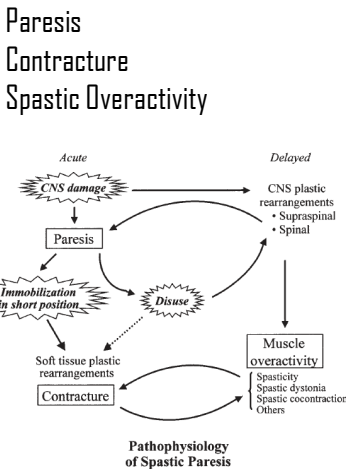 Paresis
Contracture
Spastic Overactivity
Acute
Delayed
CNS damage
CNS plastic
rearrangements
• Supraspinal
• Spinal
Paresis
Immobilization
in short position
Disuse
Soft tissue plastic
rearrangements
Contracture
Muscle
overactivity
Spasticity
Spastic dystonia
Spastic cocontraction
Others
Pathophysiology
of Spastic Paresis